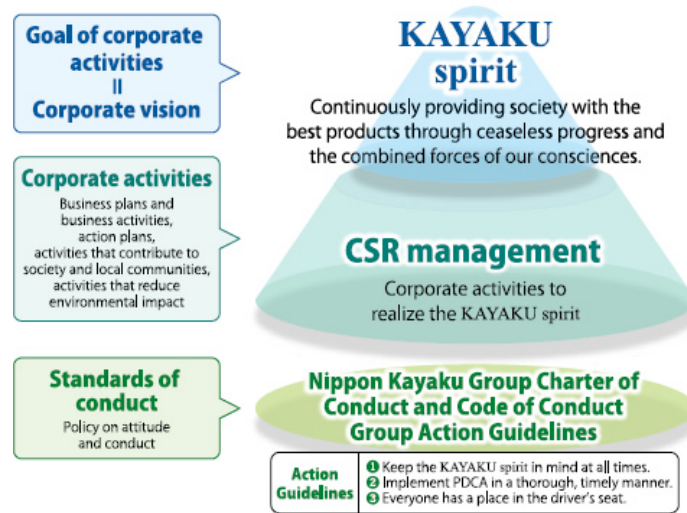 Goal of corporate
activities
=
Corporate vision
KAYAKU
spirit
Continuously providing society with the
best products through ceaseless progress and
the combined forces of our consciences.
Corporate activities
Business plans and
business activities,
action plans,
activities that contribute to
society and local communities,
activities that reduce
environmental impact
CSR management
Corporate activities to
realize the KAYAKU spirit
Standards of
conduct
Policy on attitude
and conduct
Nippon Kayaku Group Charter of
Conduct and Code of Conduct
Group Action Guidelines
Action
Guidelines
❶ Keep the KAYAKU spirit in mind at all times.
❷ Implement PDCA in a thorough, timely manner.
❸ Everyone has a place in the driver's seat.